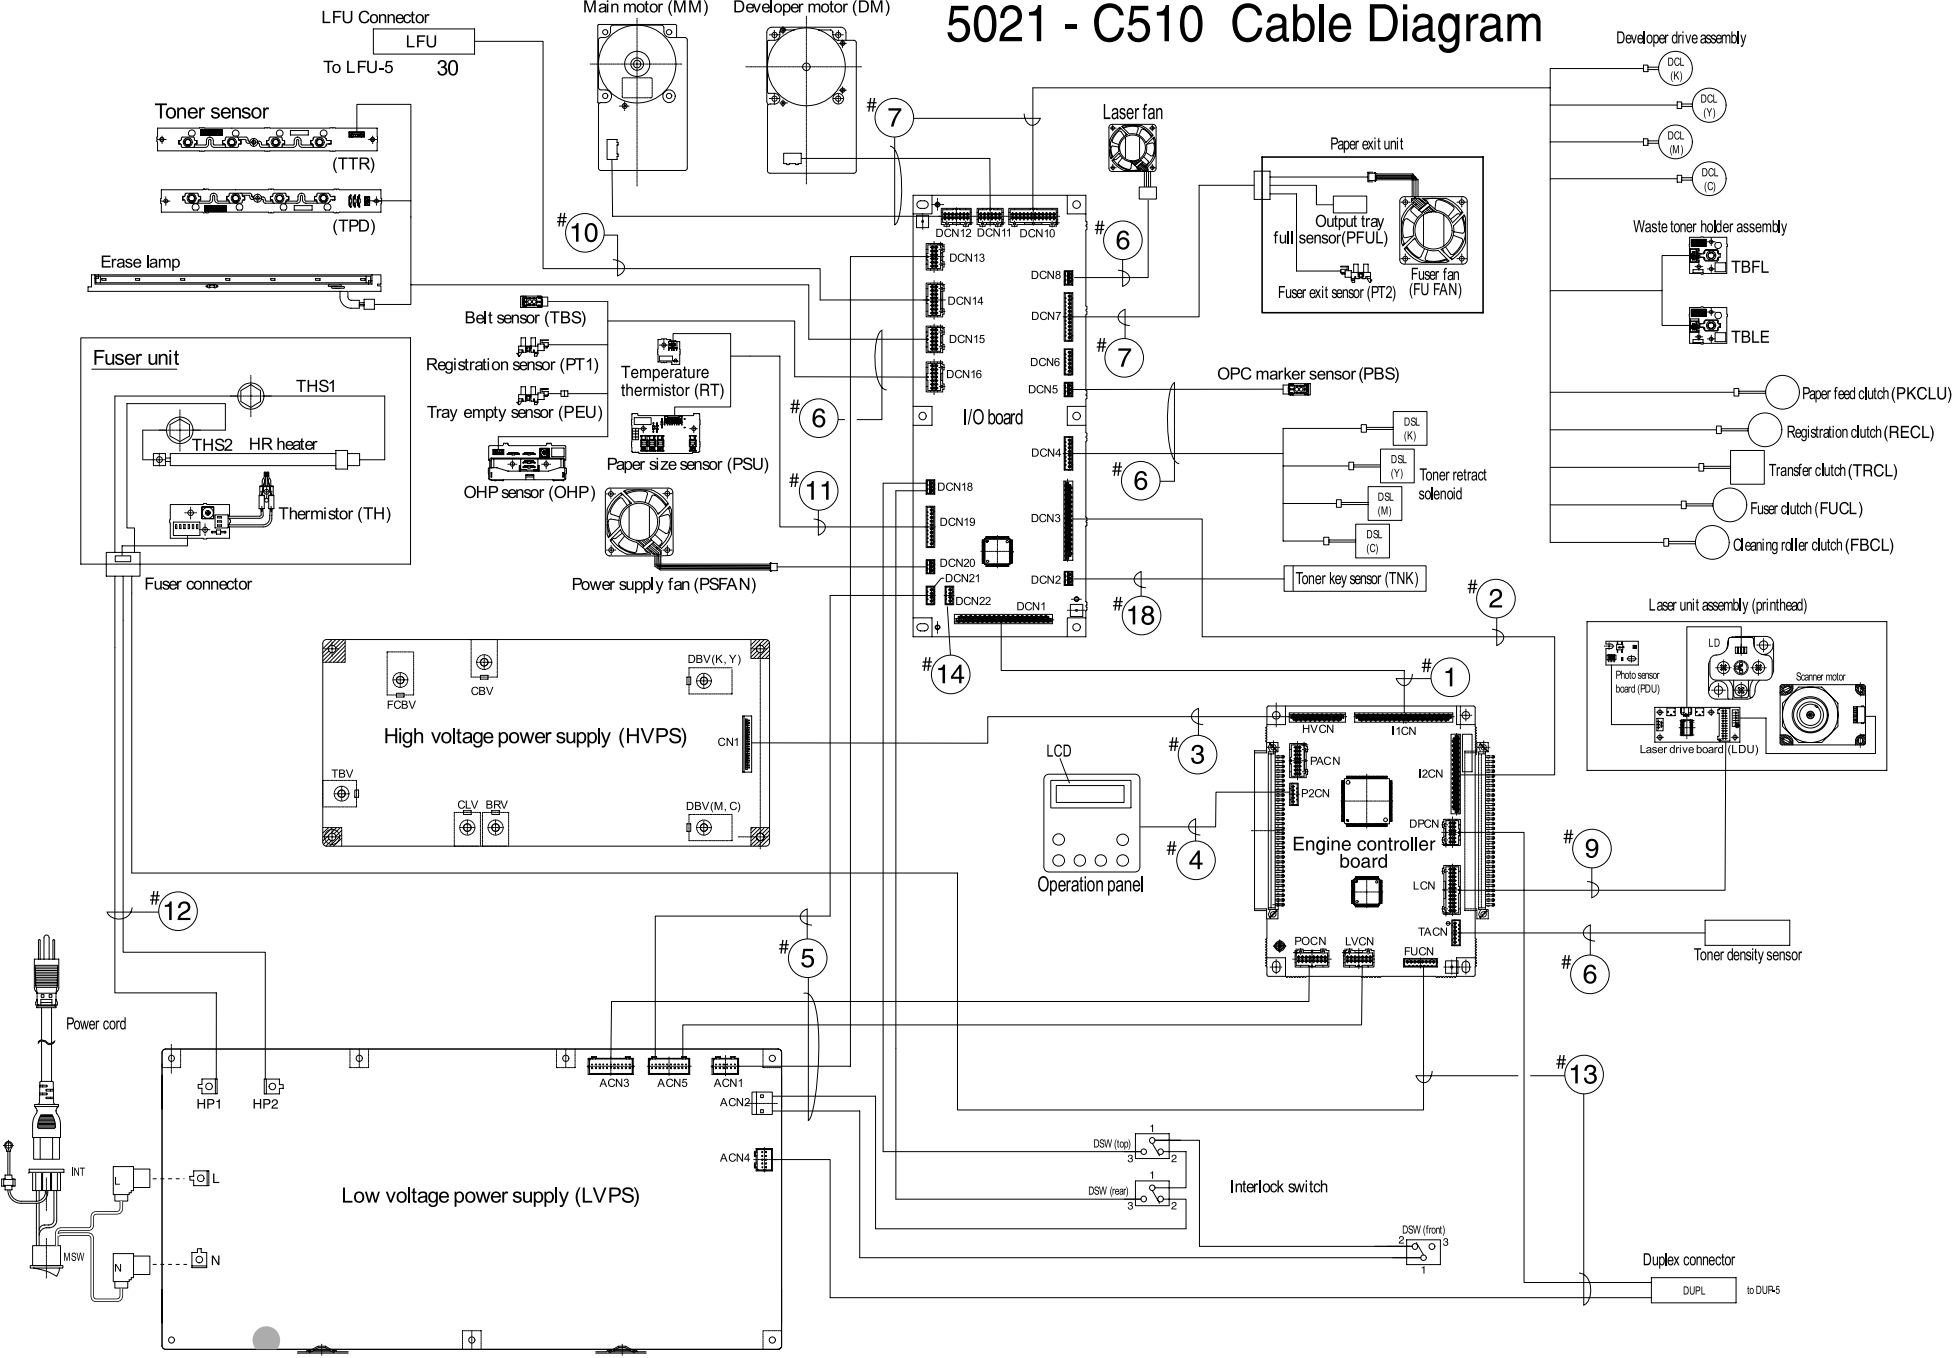 5021 - C510 Cable Diagram
LFU Connector
LFU
To LFU-5
30
Main motor (MM)
Developer motor (DM)
Toner sensor
(TTR)
(TPD)
Erase lamp
#
10
#
7
Laser fan
Paper exit unit
Output tray
full sensor(PFUL)
Fuser exit sensor (PT2)
Fuser fan
(FU FAN)
Developer drive assembly
DCL
(K)
DCL
(Y)
DCL
(M)
DCL
(C)
Waste toner holder assembly
TBFL
TBLE
Paper feed clutch (PKCLU)
Registration clutch (RECL)
Transfer clutch (TRCL)
Fuser clutch (FUCL)
Cleaning roller clutch (FBCL)
Belt sensor (TBS)
Registration sensor (PT1)
Tray empty sensor (PEU)
OHP sensor (OHP)
Temperature
thermistor (RT)
Paper size sensor (PSU)
Power supply fan (PSFAN)
#
6
#
11
DCN12
DCN11
DCN10
DCN13
DCN14
DCN15
DCN16
DCN18
DCN19
DCN20
DCN21
DCN22
DCN8
DCN7
DCN6
DCN5
DCN4
DCN3
DCN2
DCN1
I/O board
#
6
#
7
#
6
#
18
#
14
OPC marker sensor (PBS)
DSL
(K)
DSL
(Y)
DSL
(M)
DSL
(C)
Toner retract
solenoid
Toner key sensor (TNK)
#
2
#
1
Fuser unit
THS1
THS2
HR heater
Thermistor (TH)
Fuser connector
FCBV
CBV
DBV(K, Y)
High voltage power supply (HVPS)
CN1
TBV
CLV
BRV
DBV(M, C)
#
3
LCD
Operation panel
#
4
HVCN
I1CN
PACN
P2CN
I2CN
DPCN
Engine controller
board
LCN
TACN
POCN
LVCN
FUCN
Laser unit assembly (printhead)
LD
Photo sensor
board (PDU)
Scanner motor
Laser drive board (LDU)
#
9
Toner density sensor
#
6
#
12
#
5
Power cord
HP1
HP2
ACN3
ACN5
ACN1
ACN2
ACN4
Low voltage power supply (LVPS)
INT
MSW
L
L
N
N
#
13
DSW (top)
1
3
2
DSW (rear)
1
3
2
Interlock switch
DSW (front)
2
3
1
Duplex connector
DUPL
to DUP-5